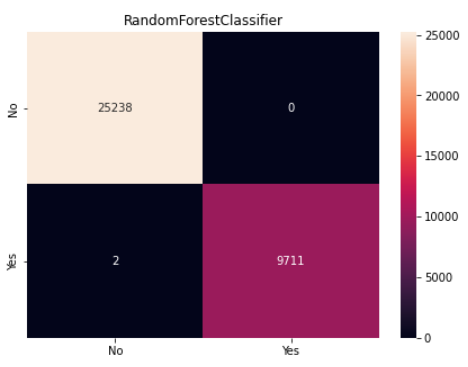 RandomForestClassifier
No
25238
0
Yes
2
9711
No
Yes
25000
20000
15000
10000
5000
0